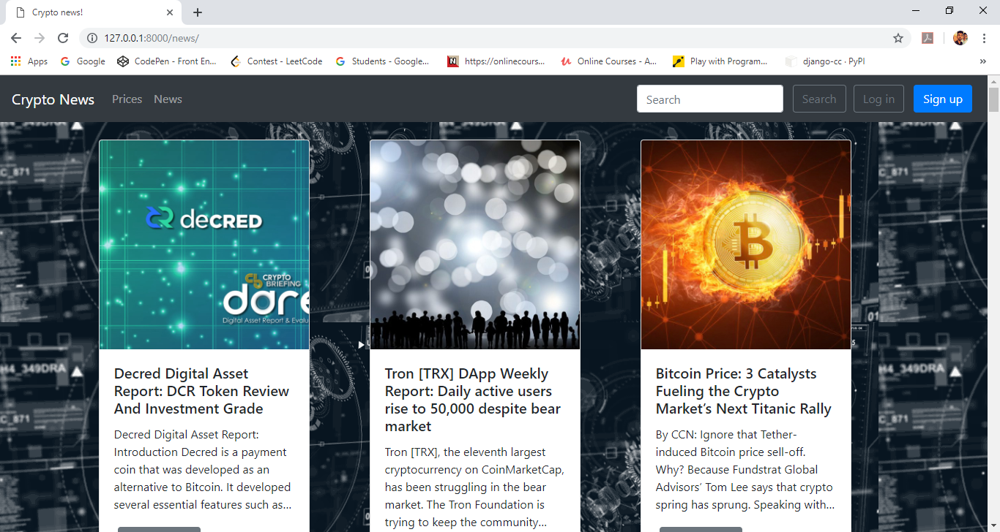 Crypto news!
127.0.0.1:8000/news/
Apps Google CodePen - Front En... Contest - LeetCode Students - Google... N https://onlinecours... Online Courses - A... Play with Program... django-cc · PyPI »
Crypto News Prices News Search Search Log in Sign up
C_871
349DRA
C_871
01
decred
CRYPTO
BRIEFING
dare
Digital Asset Report & Evalu
B
Decred Digital Asset
Report: DCR Token Review
And Investment Grade
Decred Digital Asset Report:
Introduction Decred is a payment
coin that was developed as an
alternative to Bitcoin. It developed
several essential features such as...
Tron [TRX] DApp Weekly
Report: Daily active users
rise to 50,000 despite bear
market
Tron [TRX], the eleventh largest
cryptocurrency on CoinMarketCap,
has been struggling in the bear
market. The Tron Foundation is
trying to keep the community...
Bitcoin Price: 3 Catalysts
Fueling the Crypto
Market’s Next Titanic Rally
By CCN: Ignore that Tether-
induced Bitcoin price sell-off.
Why? Because Fundstrat Global
Advisors’ Tom Lee says that crypto
spring has sprung. Speaking with...